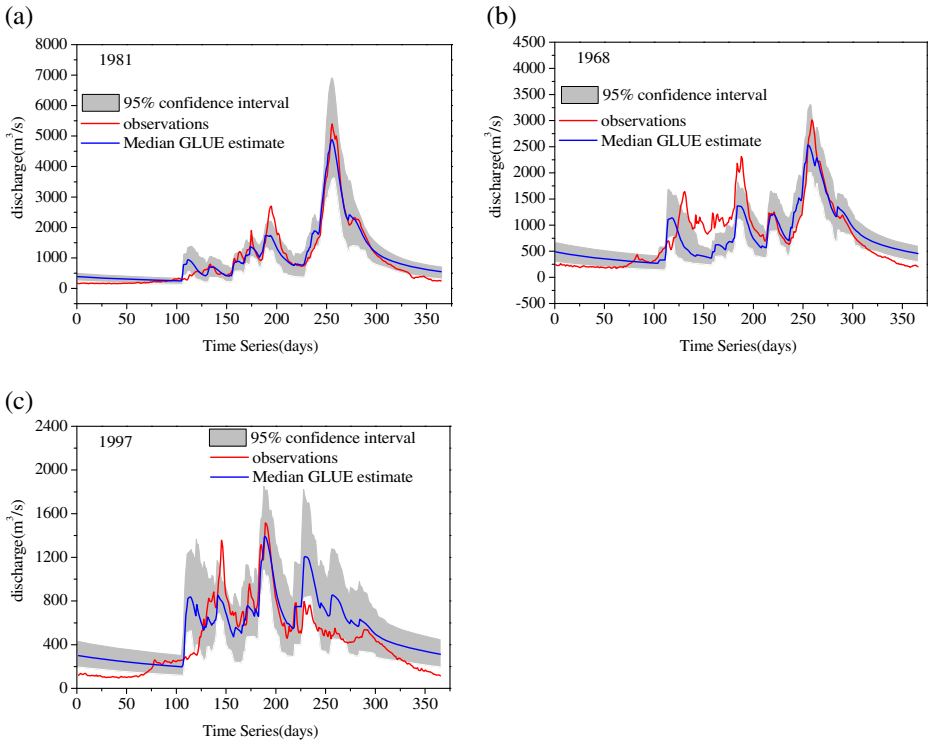 (a)
8000
7000
6000
5000
4000
3000
2000
1000
0
discharge(m³/s)
1981
95% confidence interval
observations
Median GLUE estimate
0 50 100 150 200 250 300 350
Time Series(days)
(b)
4500
4000
3500
3000
2500
2000
1500
1000
500
0
-500
discharge(m³/s)
1968
95% confidence interval
observations
Median GLUE estimate
0 50 100 150 200 250 300 350
Time Series(days)
(c)
2400
2000
1600
1200
800
400
0
discharge(m³/s)
1997
95% confidence interval
observations
Median GLUE estimate
0 50 100 150 200 250 300 350
Time Series(days)